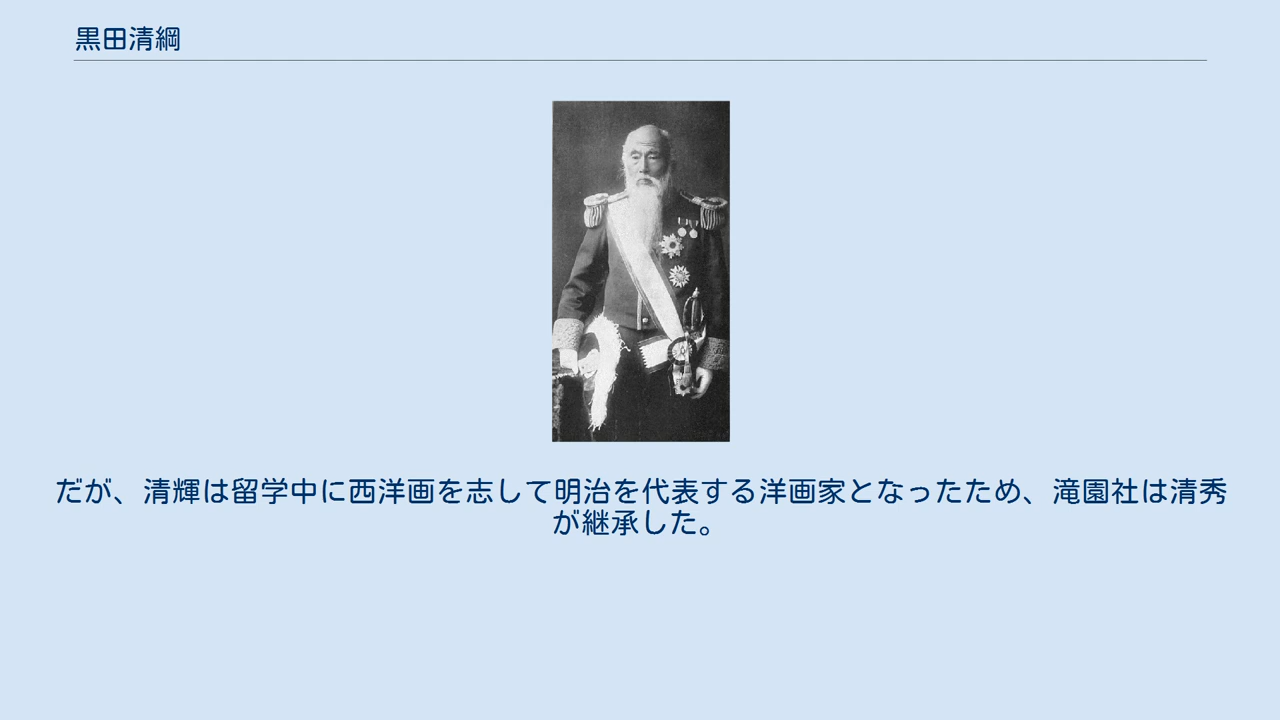 黒田清綱
だが、清輝は留学中に西洋画を志して明治を代表する洋画家となったため、滝園社は清秀
が継承した。